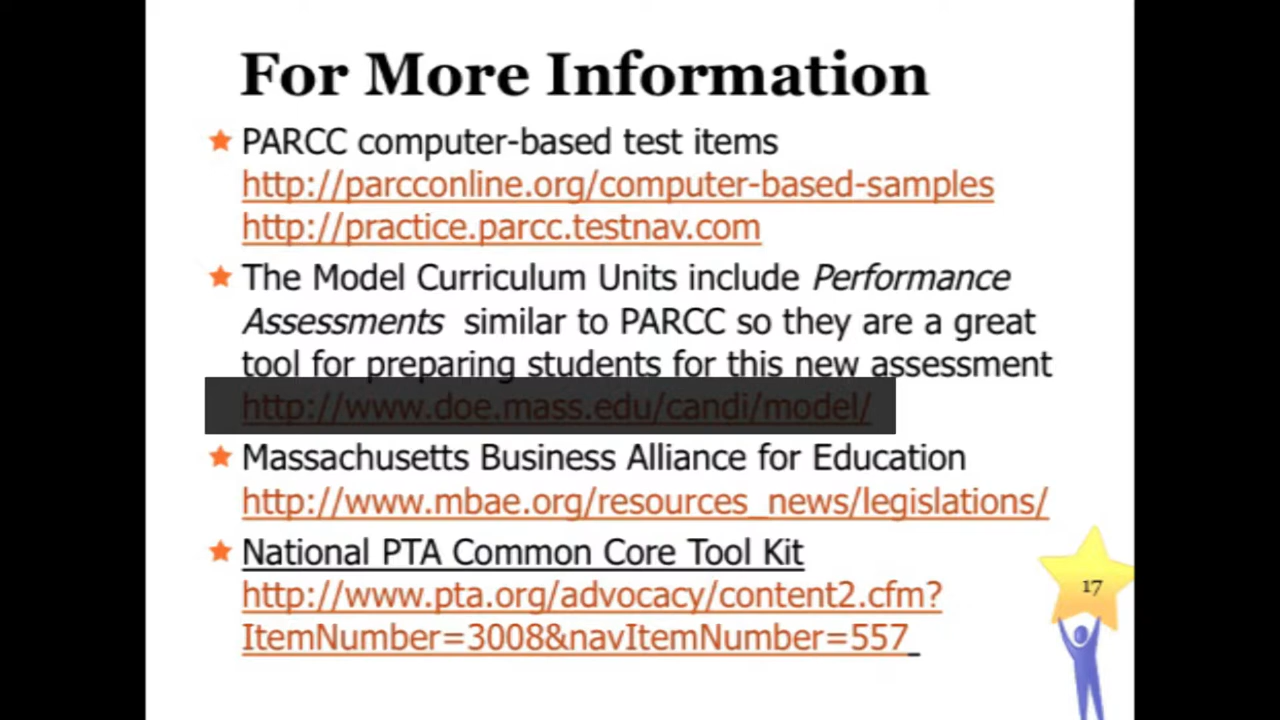 For More Information
PARCC computer-based test items
http://parcconline.org/computer-based-samples
http://practice.parcc.testnav.com
The Model Curriculum Units include Performance
Assessments similar to PARCC so they are a great
tool for preparing students for this new assessment
http://www.doe.mass.edu/candi/model/
Massachusetts Business Alliance for Education
http://www.mbae.org/resources_news/legislations/
National PTA Common Core Tool Kit
http://www.pta.org/advocacy/content2.cfm?
ItemNumber=3008&navItemNumber=557
17